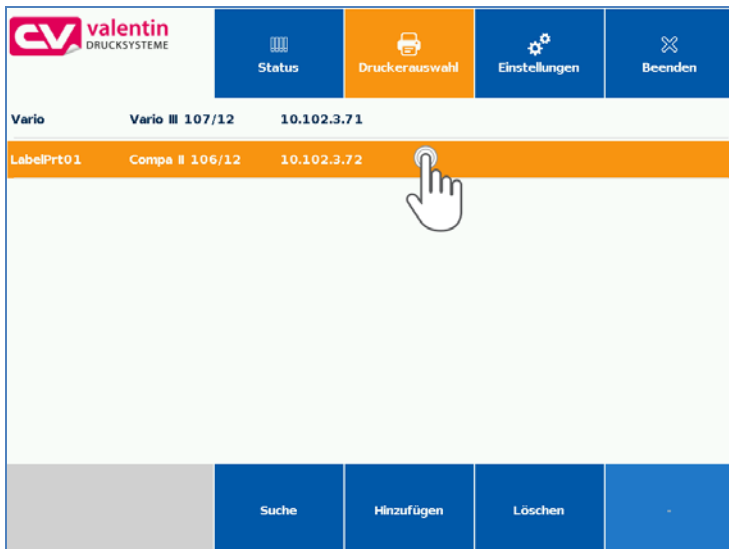 CV valentin
DRUCKSYSTEME
Status
Druckerauswahl
Einstellungen
Beenden
Vario Vario III 107/12 10.102.3.71
LabelPrt01 Compa II 106/12 10.102.3.72
Suche
Hinzufügen
Löschen
-